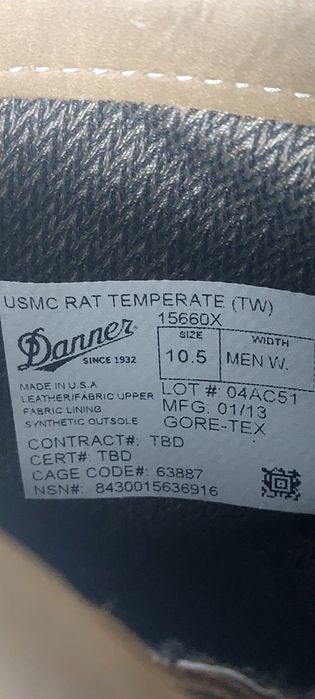 USMC RAT TEMPERATE (TW)
15660X
Danner
SINCE 1932
SIZE
10.5
WIDTH
MEN W.
MADE IN U.S.A
LEATHER/FABRIC UPPER
FABRIC LINING
SYNTHETIC OUTSOLE
LOT #: 04AC51
MFG: 01/13
GORE-TEX
CONTRACT#: TBD
CERT#: TBD
CAGE CODE#: 63887
NSN#: 8430015636916